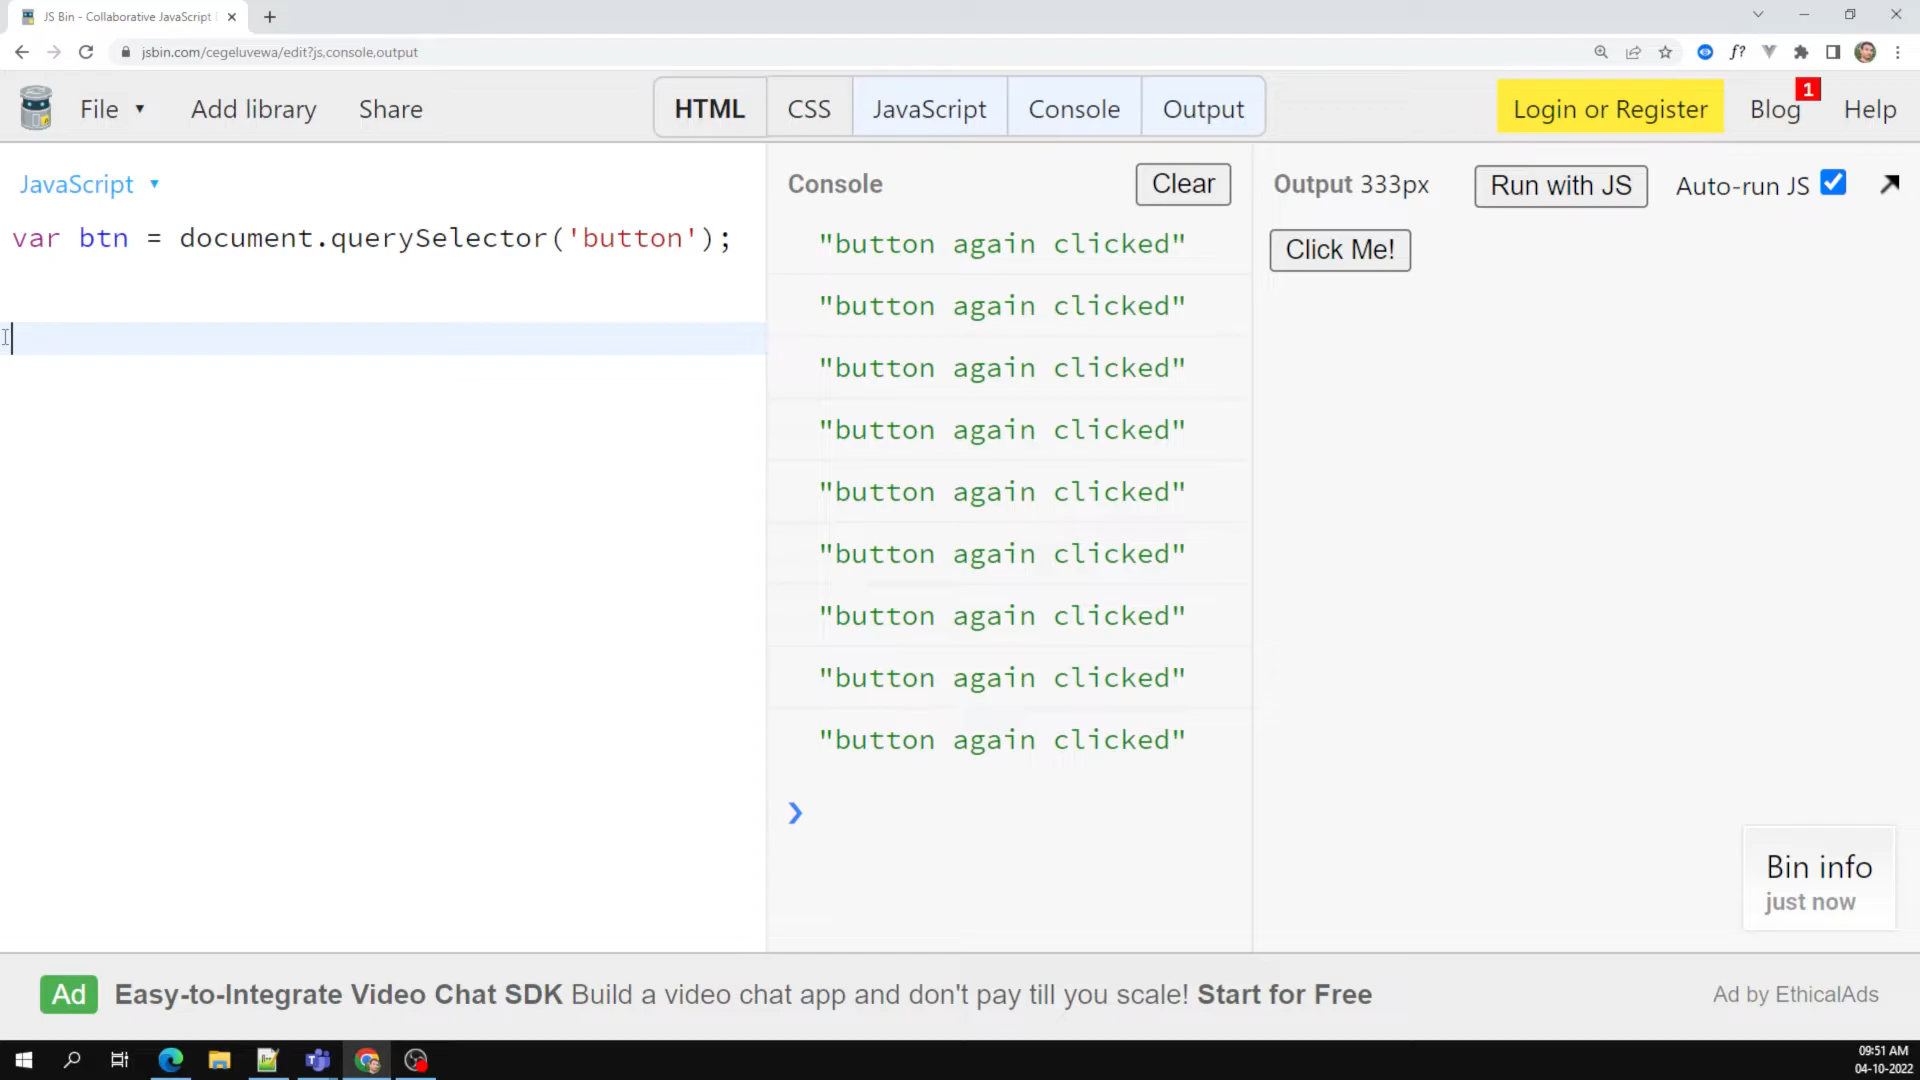 JS Bin - Collaborative JavaScript
jsbin.com/cegeluvewa/edit?js,console,output
f?
File ▼ Add library Share HTML CSS JavaScript Console Output Login or Register Blog 1 Help
JavaScript ▼
var btn = document.querySelector('button');
Console Clear
"button again clicked"
"button again clicked"
"button again clicked"
"button again clicked"
"button again clicked"
"button again clicked"
"button again clicked"
"button again clicked"
"button again clicked"
Output 333px Run with JS Auto-run JS
Click Me!
Bin info
just now
Ad Easy-to-Integrate Video Chat SDK Build a video chat app and don't pay till you scale! Start for Free Ad by EthicalAds
09:51 AM
04-10-2022